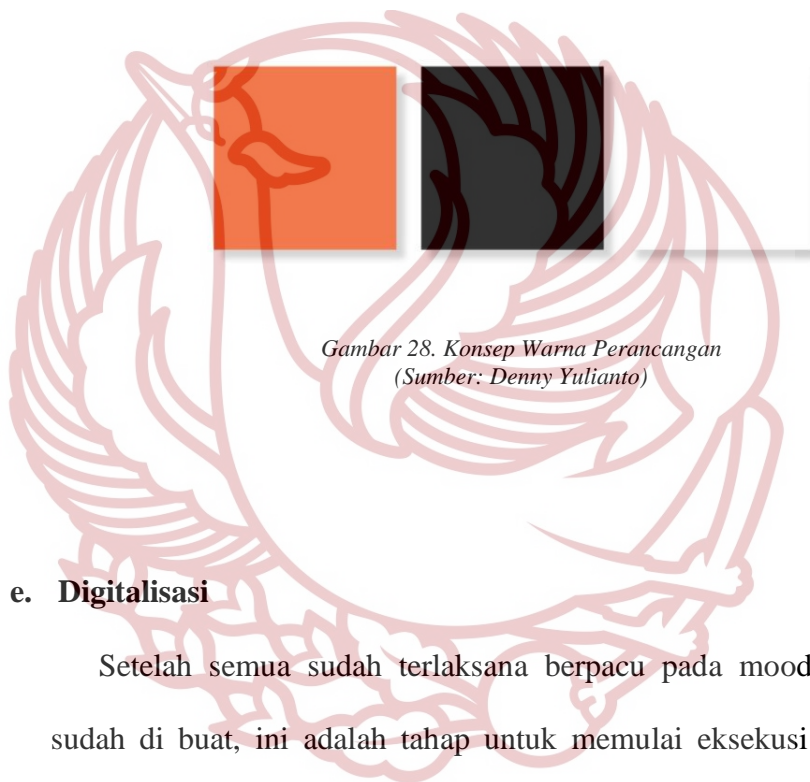 Gambar 28. Konsep Warna Perancangan
(Sumber: Denny Yulianto)
e. Digitalisasi
Setelah semua sudah terlaksana berpacu pada mood
sudah di buat, ini adalah tahap untuk memulai eksekusi